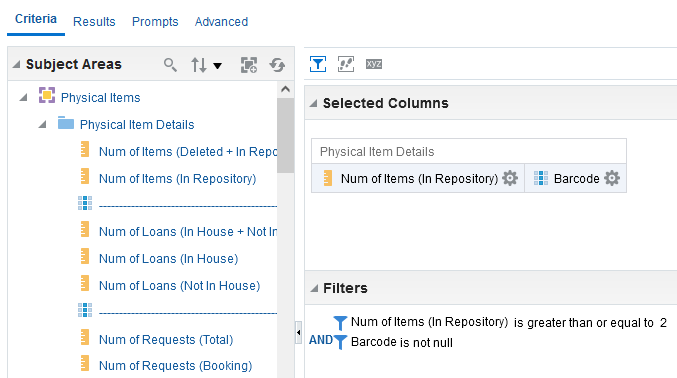 Criteria Results Prompts Advanced
Subject Areas
xyz
Physical Items
Physical Item Details
Num of Items (Deleted + In Repo
Num of Items (In Repository)
--------------------------------------------
Num of Loans (In House + Not In
Num of Loans (In House)
Num of Loans (Not In House)
--------------------------------------------
Num of Requests (Total)
Num of Requests (Booking)
Selected Columns
Physical Item Details
Num of Items (In Repository) Barcode
Filters
Num of Items (In Repository) is greater than or equal to 2
AND Barcode is not null